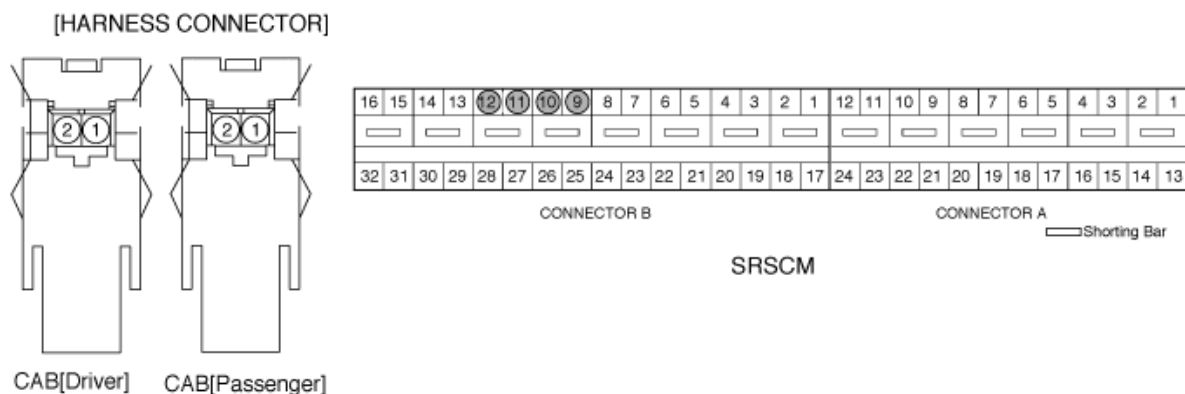 [HARNESS CONNECTOR]
2 1
2 1
16 15 14 13 12 11 10 9 8 7 6 5 4 3 2 1 12 11 10 9 8 7 6 5 4 3 2 1
32 31 30 29 28 27 26 25 24 23 22 21 20 19 18 17 24 23 22 21 20 19 18 17 16 15 14 13
CONNECTOR B
CONNECTOR A
Shorting Bar
SRSCM
CAB[Driver]
CAB[Passenger]